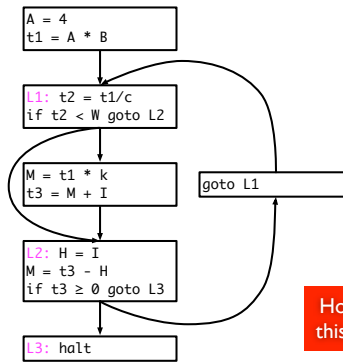 A = 4
t1 = A * B
L1: t2 = t1/c
if t2 < W goto L2
M = t1 * k
t3 = M + I
goto L1
L2: H = I
M = t3 - H
if t3 ≥ 0 goto L3
this
L3: halt